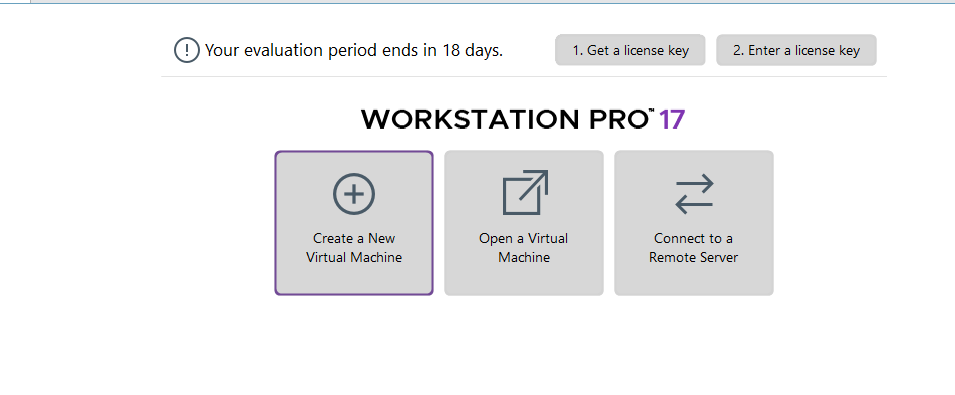 Your evaluation period ends in 18 days.
1. Get a license key
2. Enter a license key
WORKSTATION PRO™ 17
Create a New
Virtual Machine
Open a Virtual
Machine
Connect to a
Remote Server